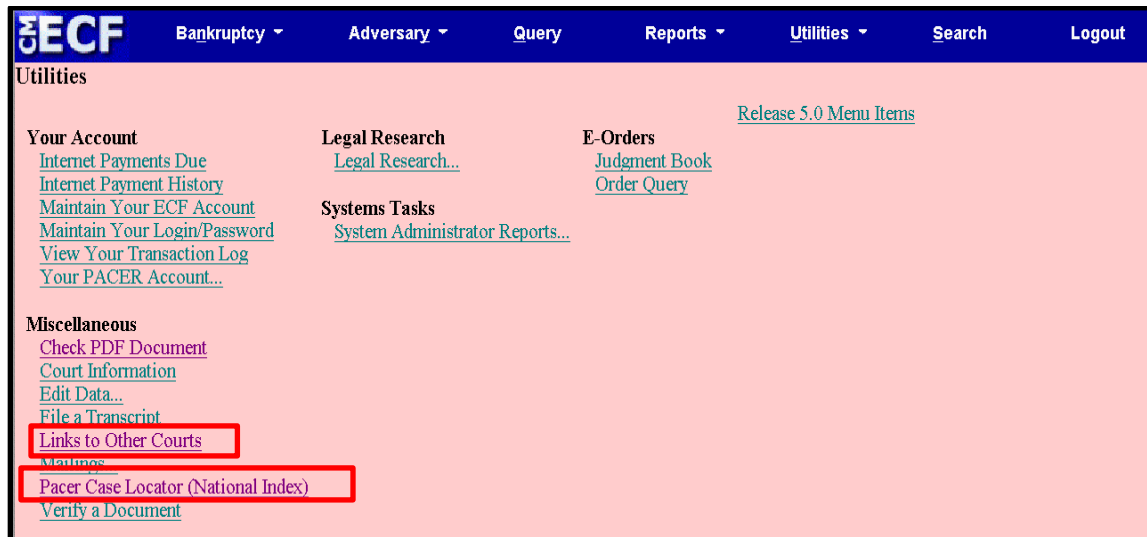 CM ECF Bankruptcy Adversary Query Reports Utilities Search Logout
Utilities
Release 5.0 Menu Items
Your Account
Internet Payments Due
Internet Payment History
Maintain Your ECF Account
Maintain Your Login/Password
View Your Transaction Log
Your PACER Account...
Legal Research
Legal Research...
Systems Tasks
System Administrator Reports...
E-Orders
Judgment Book
Order Query
Miscellaneous
Check PDF Document
Court Information
Edit Data...
File a Transcript
Links to Other Courts
Mailings...
Pacer Case Locator (National Index)
Verify a Document